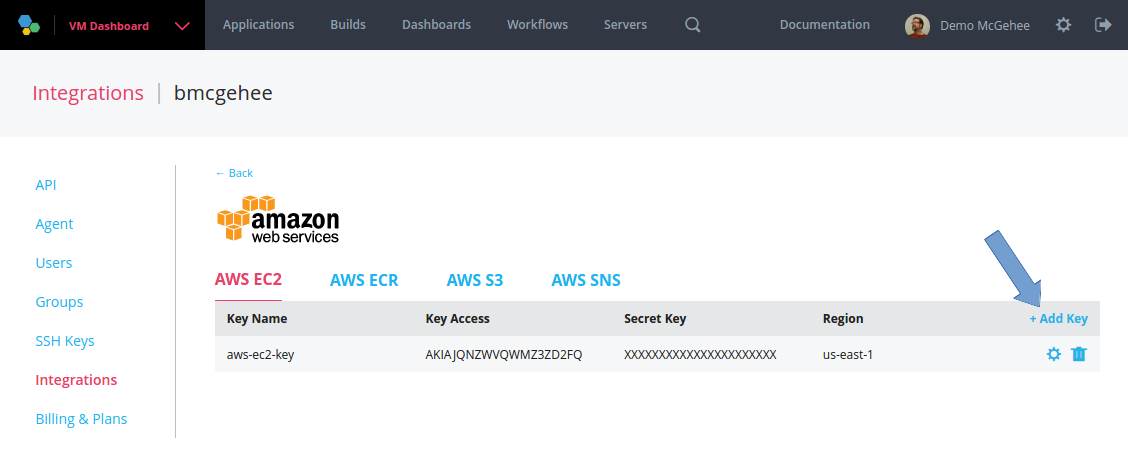 VM Dashboard Applications Builds Dashboards Workflows Servers Documentation Demo McGehee
Integrations | bmcgehee
API
Agent
Users
Groups
SSH Keys
Integrations
Billing & Plans
← Back
amazon
web services
AWS EC2 AWS ECR AWS S3 AWS SNS
Key Name Key Access Secret Key Region + Add Key
aws-ec2-key AKIAJQNZWVQWMZ3ZD2FQ XXXXXXXXXXXXXXXXXXXXXX us-east-1